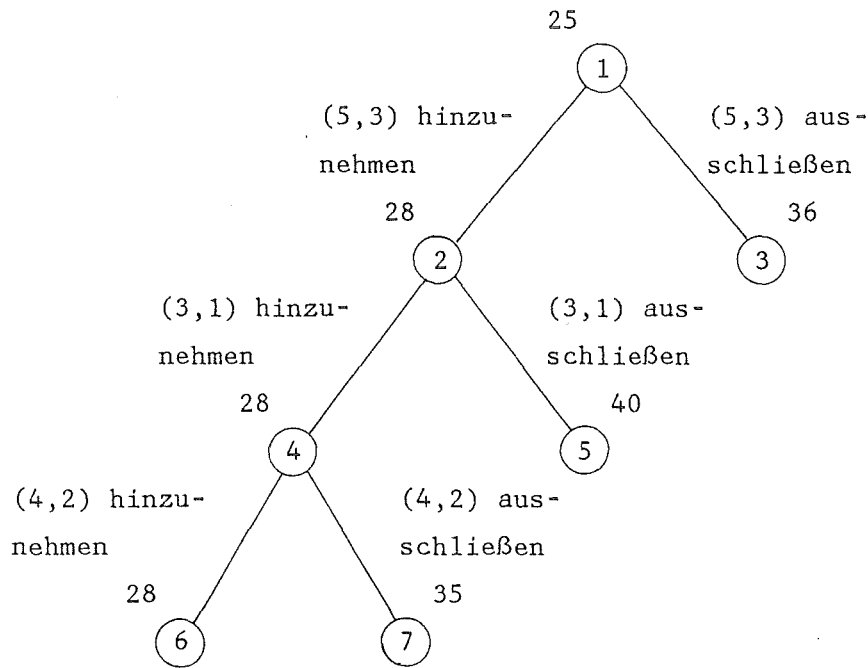 25
1
(5,3) hinzu-
nehmen
(5,3) aus-
schließen
28
36
2
3
(3,1) hinzu-
nehmen
(3,1) aus-
schließen
28
40
4
5
(4,2) hinzu-
nehmen
(4,2) aus-
schließen
28
35
6
7